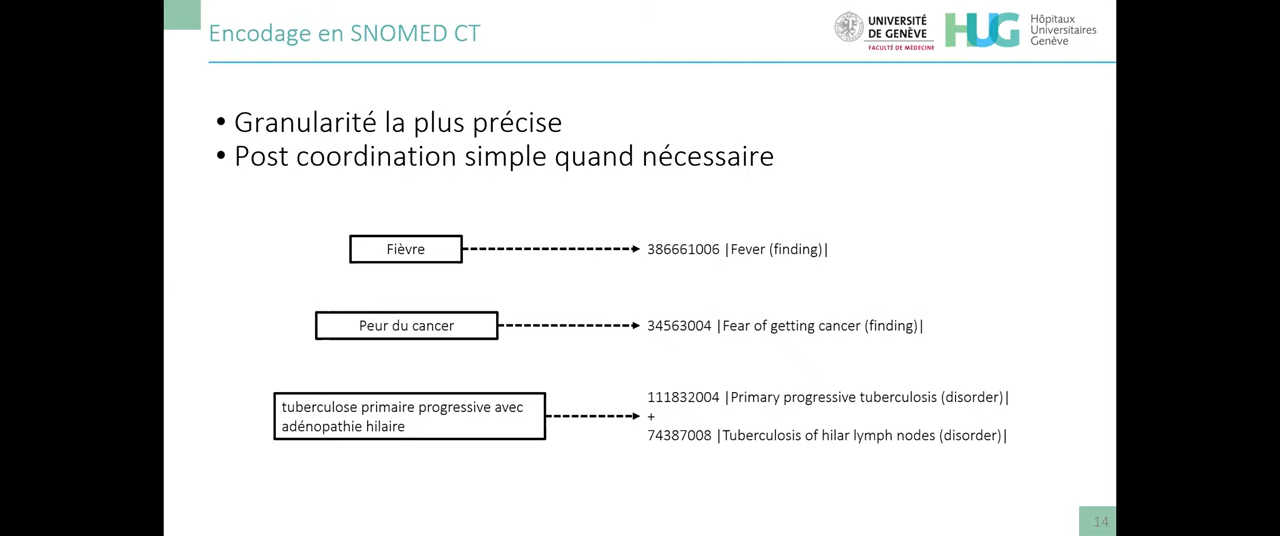 Encodage en SNOMED CT
UNIVERSITÉ
DE GENÈVE
FACULTÉ DE MÉDECINE
HUG
Hôpitaux
Universitaires
Genève
• Granularité la plus précise
• Post coordination simple quand nécessaire
Fièvre
386661006 |Fever (finding)|
Peur du cancer
34563004 |Fear of getting cancer (finding)|
tuberculose primaire progressive avec
adénopathie hilaire
111832004 |Primary progressive tuberculosis (disorder)|
+
74387008 |Tuberculosis of hilar lymph nodes (disorder)|
14